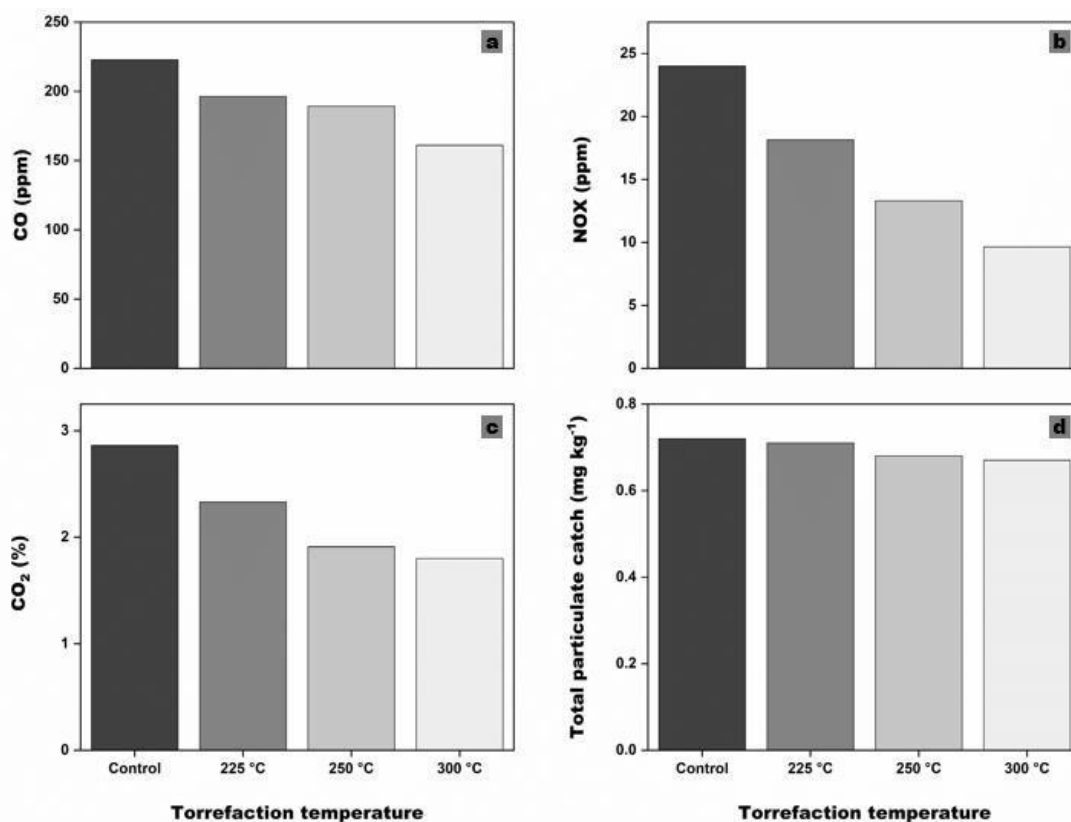 a
CO (ppm)
250
200
150
100
50
0
b
NOX (ppm)
25
20
15
10
5
0
c
CO₂ (%)
3
2
1
0
Control 225 °C 250 °C 300 °C
Torrefaction temperature
d
Total particulate catch (mg kg⁻¹)
0.8
0.6
0.4
0.2
0.0
Control 225 °C 250 °C 300 °C
Torrefaction temperature